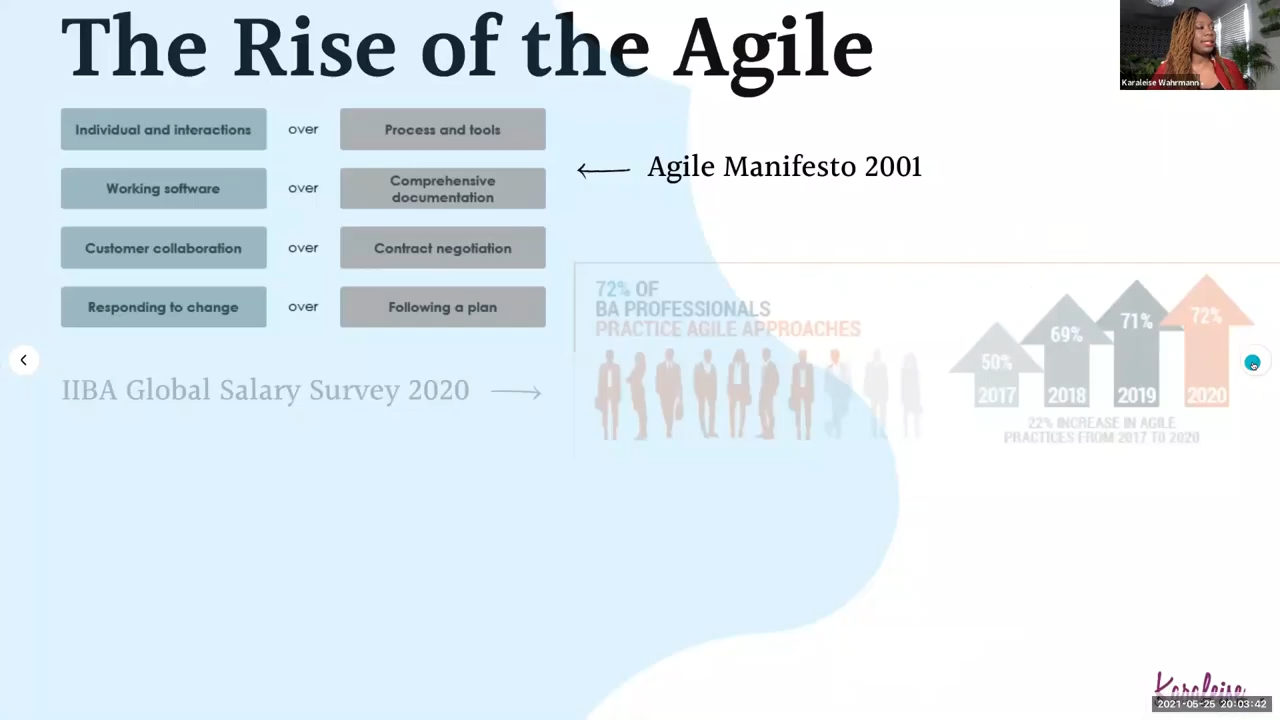 The Rise of the Agile
Karaleise Wahrmann
Individual and interactions over Process and tools
Agile Manifesto 2001
Working software over Comprehensive
documentation
Customer collaboration over Contract negotiation
Responding to change over Following a plan
72% OF
BA PROFESSIONALS
PRACTICE AGILE APPROACHES
50% 69% 71% 72%
2017 2018 2019 2020
22% INCREASE IN AGILE
PRACTICES FROM 2017 TO 2020
IIBA Global Salary Survey 2020
Karaleise
2021-05-25 20:03:42